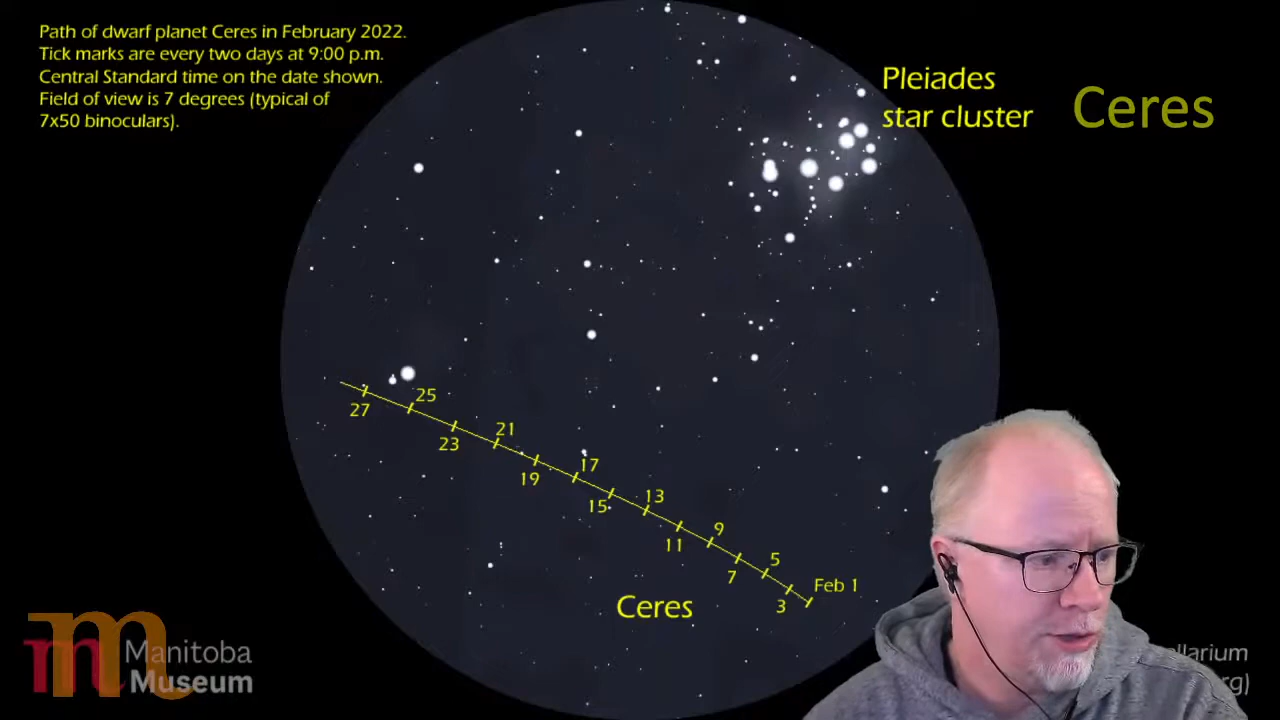 Path of dwarf planet Ceres in February 2022.
Tick marks are every two days at 9:00 p.m.
Central Standard time on the date shown.
Field of view is 7 degrees (typical of
7x50 binoculars).
Pleiades
star cluster
Ceres
25
27
21
23
17
19
13
15
9
11
5
7
Feb 1
3
Ceres
m
m Manitoba
Museum